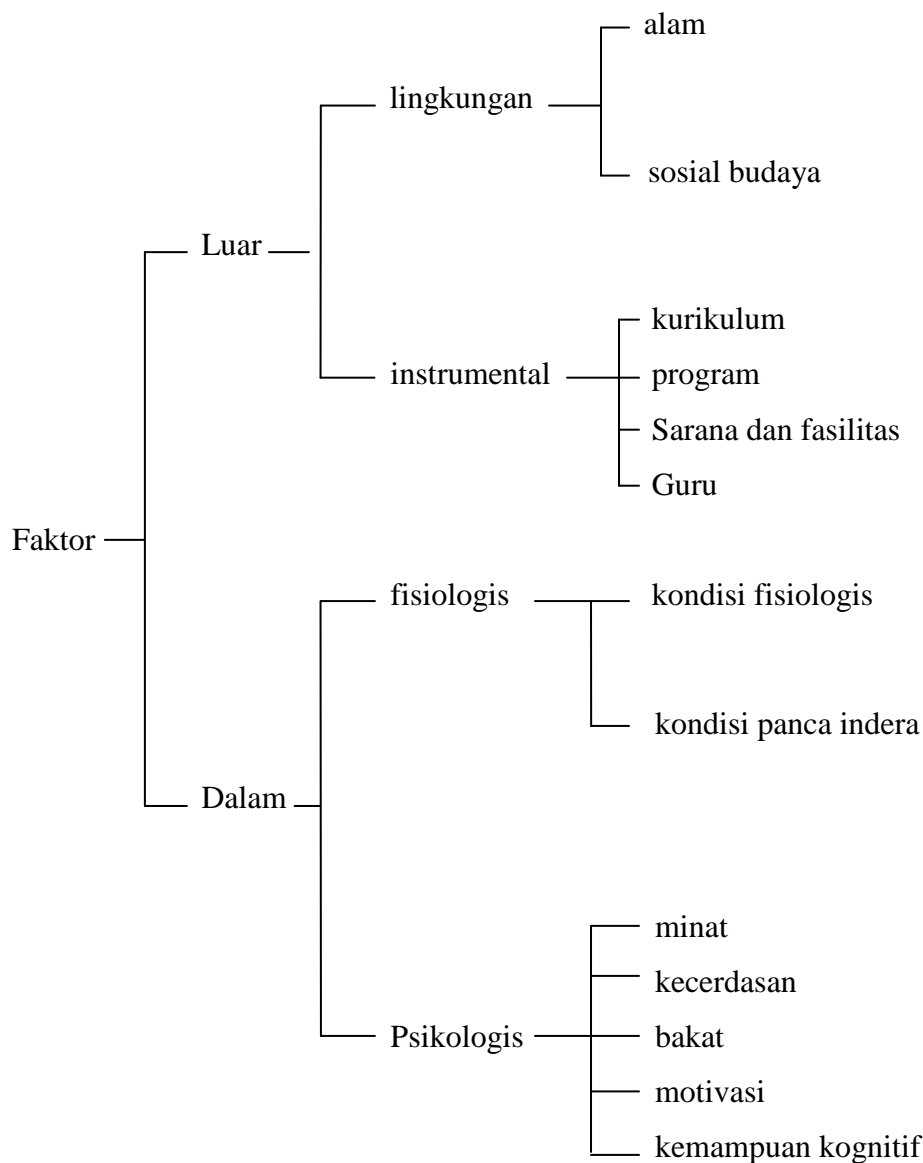 alam
lingkungan
sosial budaya
Luar
kurikulum
instrumental
program
Sarana dan fasilitas
Guru
Faktor
fisiologis
kondisi fisiologis
kondisi panca indera
Dalam
minat
kecerdasan
Psikologis
bakat
motivasi
kemampuan kognitif